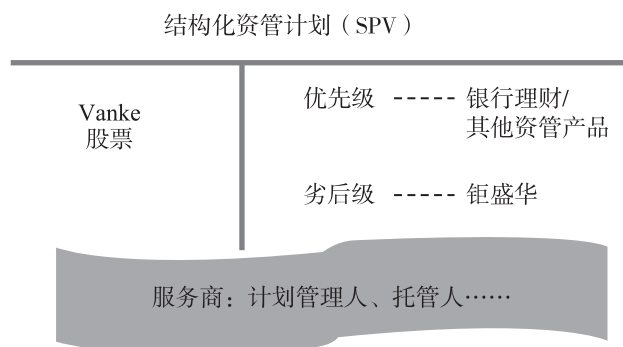 结构化资管计划（SPV）
Vanke
股票
优先级 ----- 银行理财/
其他资管产品
劣后级 ----- 钜盛华
服务商：计划管理人、托管人……